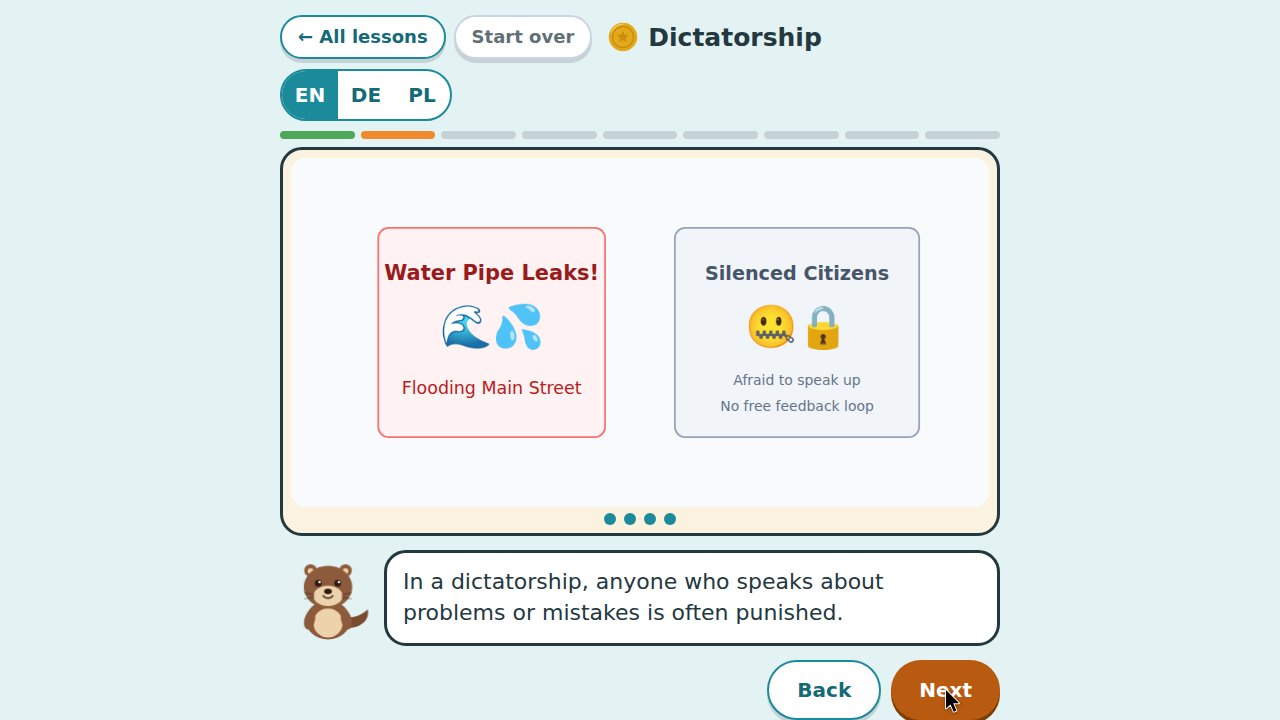 ← All lessons
Start over
Dictatorship
EN
DE
PL
Water Pipe Leaks!
Flooding Main Street
Silenced Citizens
Afraid to speak up
No free feedback loop
In a dictatorship, anyone who speaks about
problems or mistakes is often punished.
Back
Next